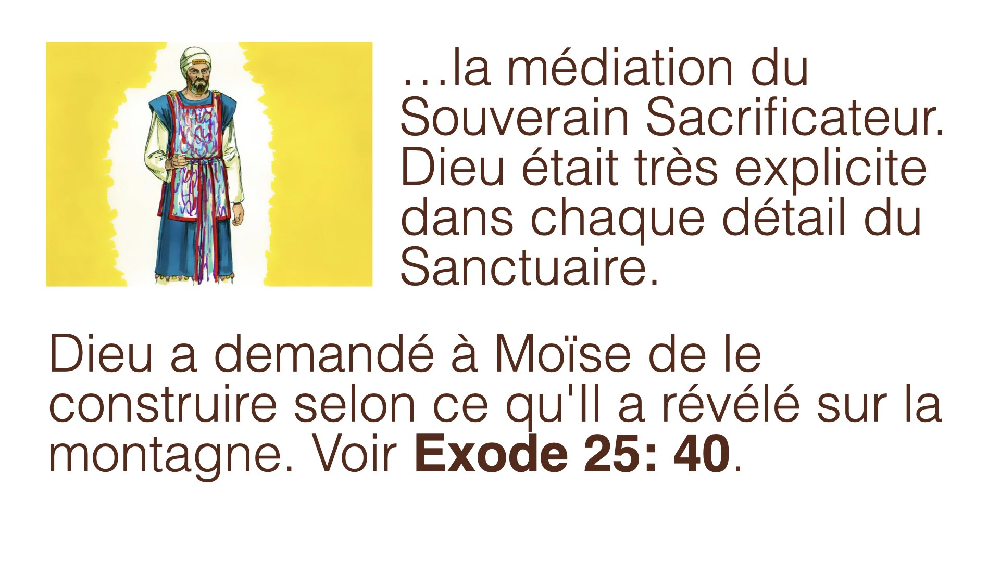 …la médiation du
Souverain Sacrificateur.
Dieu était très explicite
dans chaque détail du
Sanctuaire.
Dieu a demandé à Moïse de le
construire selon ce qu'Il a révélé sur la
montagne. Voir Exode 25: 40.